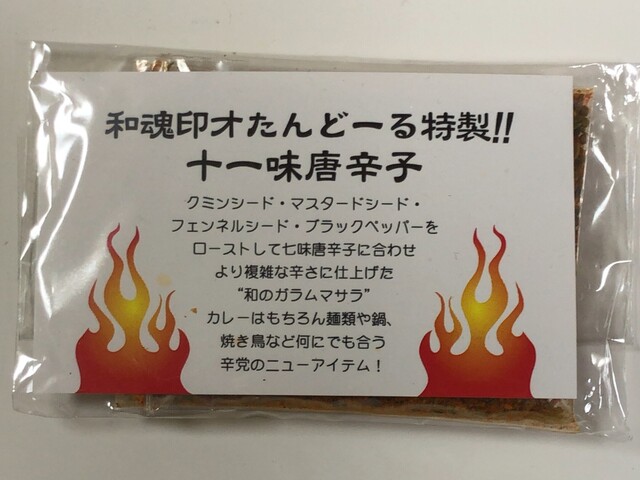 和魂印オたんどーる特製!!
十一味唐辛子
クミンシード・マスタードシード・
フェンネルシード・ブラックペッパーを
ローストして七味唐辛子に合わせ
より複雑な辛さに仕上げた
“和のガラムマサラ”
カレーはもちろん麺類や鍋、
焼き鳥など何にでも合う
辛党のニューアイテム！